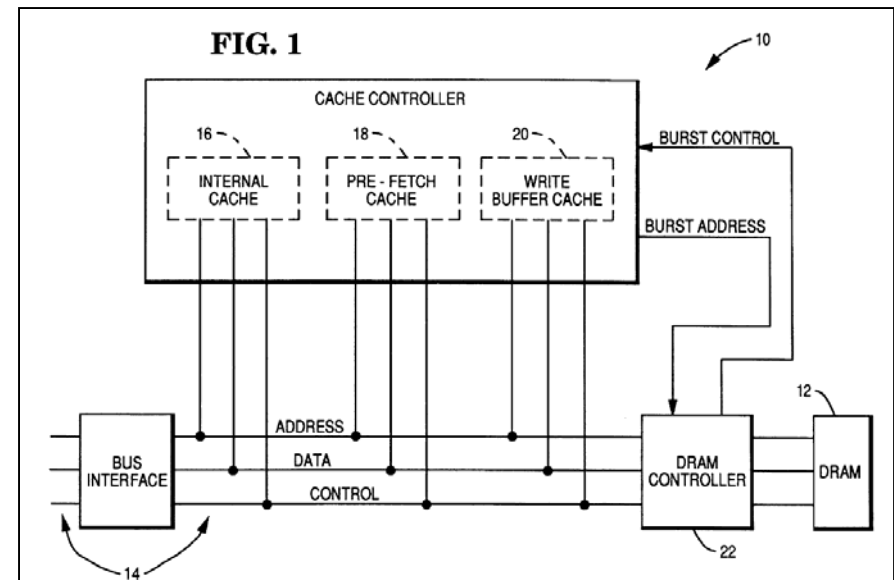 FIG. 1
10
CACHE CONTROLLER
16
18
20
INTERNAL
CACHE
PRE - FETCH
CACHE
WRITE
BUFFER CACHE
BURST CONTROL
BURST ADDRESS
12
BUS
INTERFACE
ADDRESS
DATA
CONTROL
DRAM
CONTROLLER
DRAM
14
22